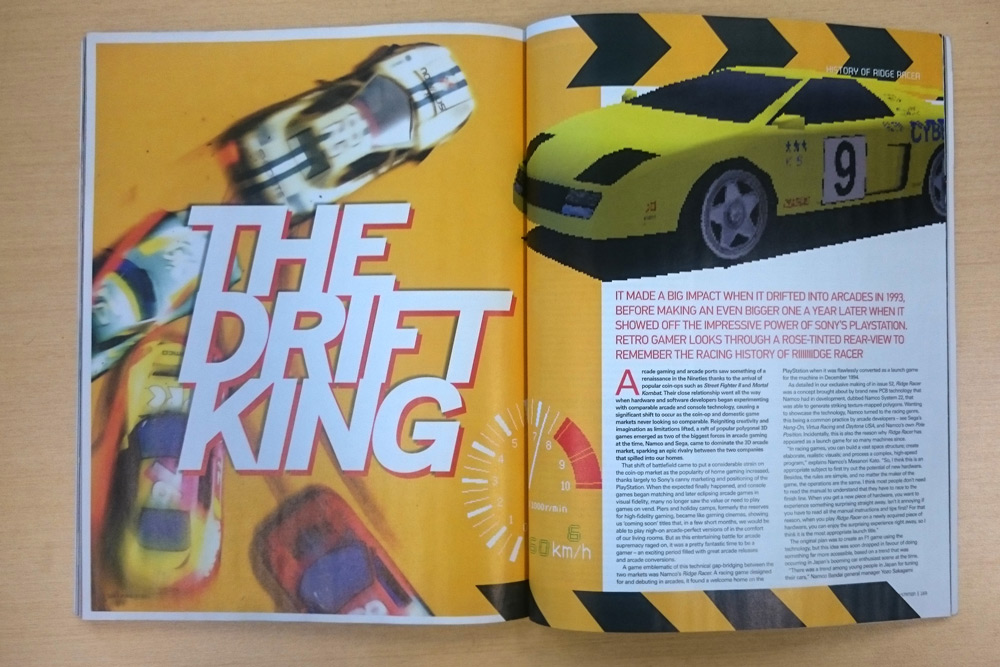 THE
DRIFT
KING
HISTORY OF RIDGE RACER
9
IT MADE A BIG IMPACT WHEN IT DRIFTED INTO ARCADES IN 1993,
BEFORE MAKING AN EVEN BIGGER ONE A YEAR LATER WHEN IT
SHOWED OFF THE IMPRESSIVE POWER OF SONY'S PLAYSTATION.
RETRO GAMER LOOKS THROUGH A ROSE-TINTED REAR-VIEW TO
REMEMBER THE RACING HISTORY OF RIIIIIIIDGE RACER
Arcade gaming and arcade ports saw something of a
renaissance in the Nineties thanks to the arrival of
popular coin-ops such as Street Fighter II and Mortal
Kombat. Their close relationship went all the way
when hardware and software developers began experimenting
with comparable arcade and console technology, causing a
significant shift to occur as the coin-op and domestic game
markets never looking so comparable. Reigniting creativity and
imagination as limitations lifted, a raft of popular polygonal 3D
games emerged as two of the biggest forces in arcade gaming
at the time, Namco and Sega, came to dominate the 3D arcade
market, sparking an epic rivalry between the two companies
that spilled into our homes.
That shift of battlefield came to put a considerable strain on
the coin-op market as the popularity of home gaming increased,
thanks largely to Sony's canny marketing and positioning of the
PlayStation. When the expected finally happened, and console
games began matching and later eclipsing arcade games in
visual fidelity, many no longer saw the value or need to play
games on vend. Piers and holiday camps, formerly the reserves
for high-fidelity gaming, became like gaming cinemas, showing
us 'coming soon' titles that, in a few short months, we would be
able to play nigh-on arcade-perfect versions of in the comfort
of our living rooms. But as this entertaining battle for arcade
supremacy raged on, it was a pretty fantastic time to be a
gamer – an exciting period filled with great arcade releases
and arcade conversions.
A game emblematic of this technical gap-bridging between the
two markets was Namco's Ridge Racer. A racing game designed
for and debuting in arcades, it found a welcome home on the
PlayStation when it was flawlessly converted as a launch game
for the machine in December 1994.
As detailed in our exclusive making of in issue 52, Ridge Racer
was a concept brought about by brand new PCB technology that
Namco had in development, dubbed Namco System 22, that
was able to generate striking texture-mapped polygons. Wanting
to showcase the technology, Namco turned to the racing game,
this being a common practice by arcade developers – see Sega's
Hang-On, Virtua Racing and Daytona USA, and Namco's own Pole
Position. Incidentally, this is also the reason why Ridge Racer has
appeared as a launch game for so many machines since.
"In racing games, you can build a vast space structure, create
elaborate, realistic visuals and process a complex, high-speed
program," explains Namco's Masanori Kato. "So, I think this is an
appropriate subject to first try out the potential of new hardware.
Besides, the rules are simple, and no matter the maker of the
game, the operations are the same. I think most people don't need
to read the manual to understand that they have to race to the
finish line. When you get a new piece of hardware, you want to
experience something surprising straight away. Isn't it annoying if
you have to read all the manual instructions and tips first? For that
reason, when you play Ridge Racer on a newly acquired piece of
hardware, you can enjoy the surprising experience right away, so I
think it is the most appropriate launch title."
The original plan was to create an F1 game using the
technology, but this idea was soon dropped in favour of doing
something far more accessible, based on a trend that was
occurring in Japan's booming car enthusiast scene at the time.
"There was a trend among young people in Japan for tuning
their cars," Namco Bandai general manager Yozo Sakagami
5
6
7
8
9
10
4
3
2
1
60km/h
6